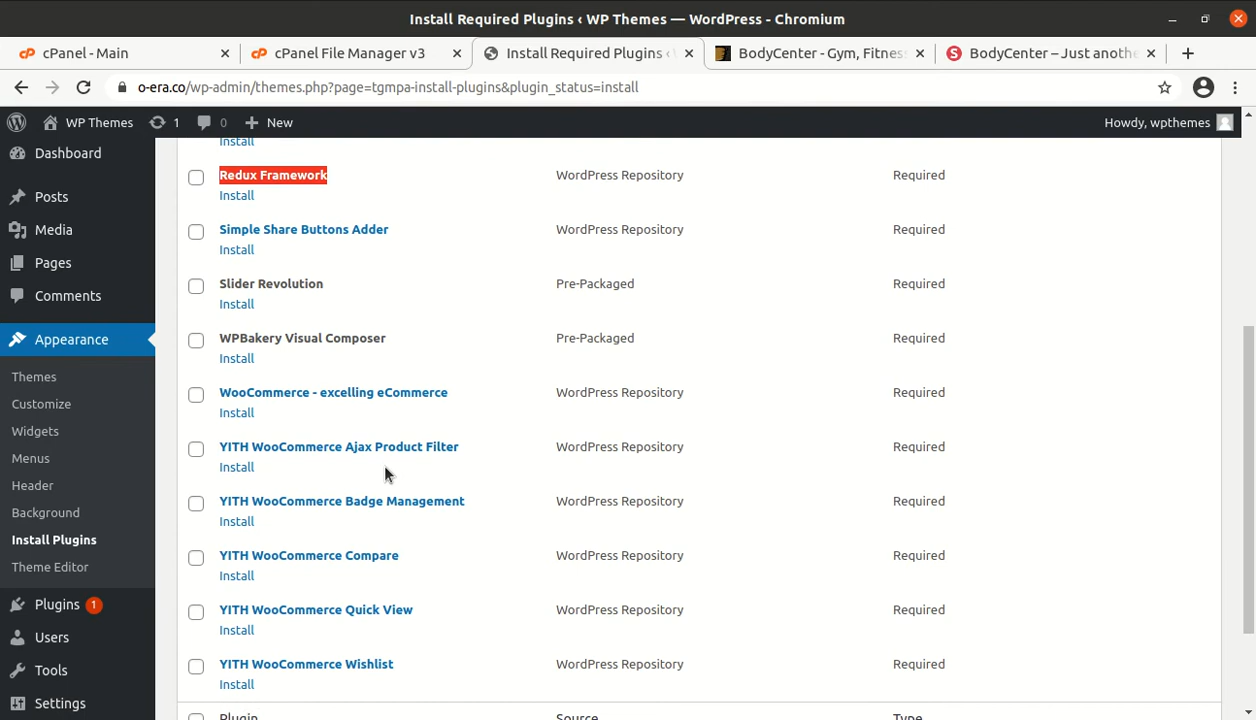 Install Required Plugins ‹ WP Themes — WordPress - Chromium
cPanel - Main
cPanel File Manager v3
Install Required Plugins ‹
BodyCenter - Gym, Fitness
BodyCenter – Just anothe
o-era.co/wp-admin/themes.php?page=tgmpa-install-plugins&plugin_status=install
WP Themes 1 0 New Howdy, wpthemes
Dashboard
Posts
Media
Pages
Comments
Appearance
Themes
Customize
Widgets
Menus
Header
Background
Install Plugins
Theme Editor
Plugins 1
Users
Tools
Settings
Install
Redux Framework WordPress Repository Required
Install
Simple Share Buttons Adder WordPress Repository Required
Install
Slider Revolution Pre-Packaged Required
Install
WPBakery Visual Composer Pre-Packaged Required
Install
WooCommerce - excelling eCommerce WordPress Repository Required
Install
YITH WooCommerce Ajax Product Filter WordPress Repository Required
Install
YITH WooCommerce Badge Management WordPress Repository Required
Install
YITH WooCommerce Compare WordPress Repository Required
Install
YITH WooCommerce Quick View WordPress Repository Required
Install
YITH WooCommerce Wishlist WordPress Repository Required
Install
Plugin Source Type